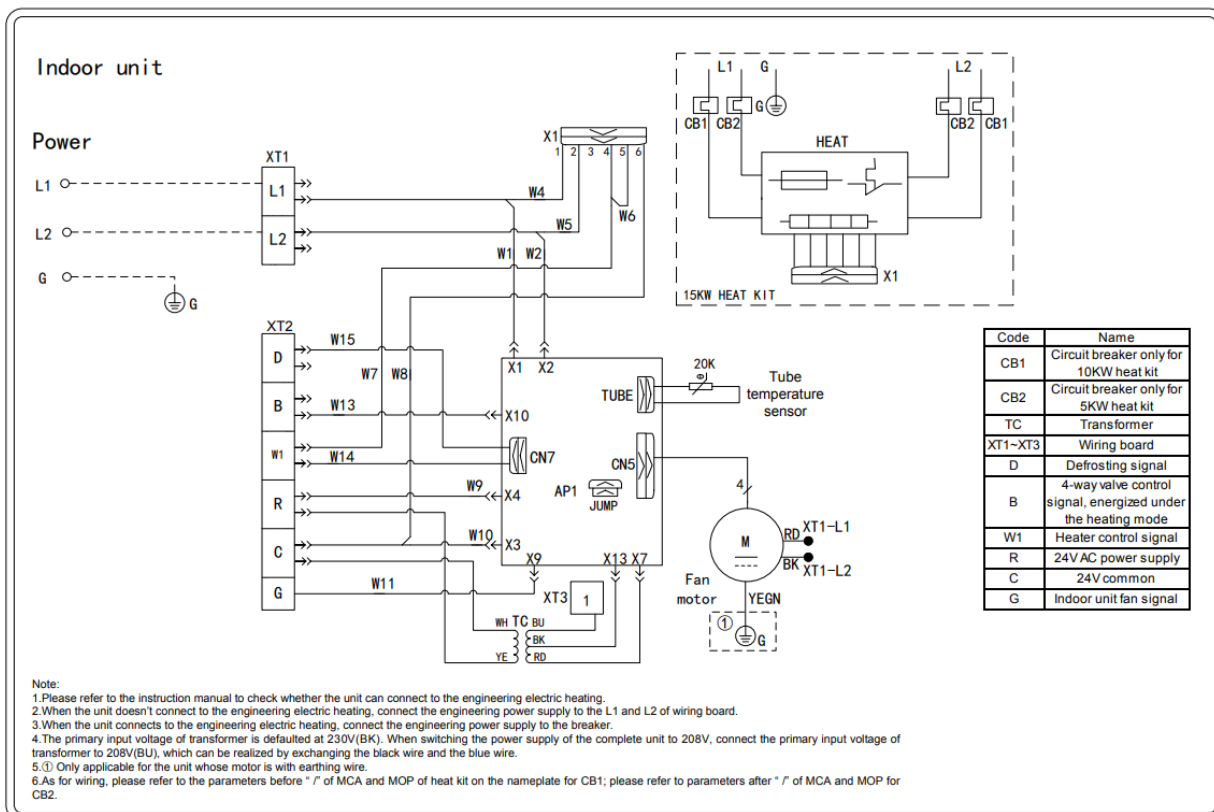 Indoor unit
Power
L1
L2
G
G
XT1
L1
L2
X1
1 2 3 4 5 6
W4
W5
W6
W1
W2
L1
G
L2
CB1
CB2
G
CB2
CB1
HEAT
X1
15KW HEAT KIT
XT2
D
B
W1
R
C
G
W15
W7
W8
W13
W14
W9
W10
W11
X1
X2
X10
CN7
X4
X3
X9
X13
X7
AP1
JUMP
TUBE
CN5
20K
Tube
temperature
sensor
4
M
RD
XT1-L1
BK
XT1-L2
Fan
motor
YEGN
①
G
XT3
1
WH TC BU
BK
YE
RD
Code Name
CB1 Circuit breaker only for
10KW heat kit
CB2 Circuit breaker only for
5KW heat kit
TC Transformer
XT1~XT3 Wiring board
D Defrosting signal
B 4-way valve control
signal, energized under
the heating mode
W1 Heater control signal
R 24V AC power supply
C 24V common
G Indoor unit fan signal
Note:
1.Please refer to the instruction manual to check whether the unit can connect to the engineering electric heating.
2.When the unit doesn't connect to the engineering electric heating, connect the engineering power supply to the L1 and L2 of wiring board.
3.When the unit connects to the engineering electric heating, connect the engineering power supply to the breaker.
4.The primary input voltage of transformer is defaulted at 230V(BK). When switching the power supply of the complete unit to 208V, connect the primary input voltage of
transformer to 208V(BU), which can be realized by exchanging the black wire and the blue wire.
5.① Only applicable for the unit whose motor is with earthing wire.
6.As for wiring, please refer to the parameters before " /" of MCA and MOP of heat kit on the nameplate for CB1; please refer to parameters after " /" of MCA and MOP for
CB2.